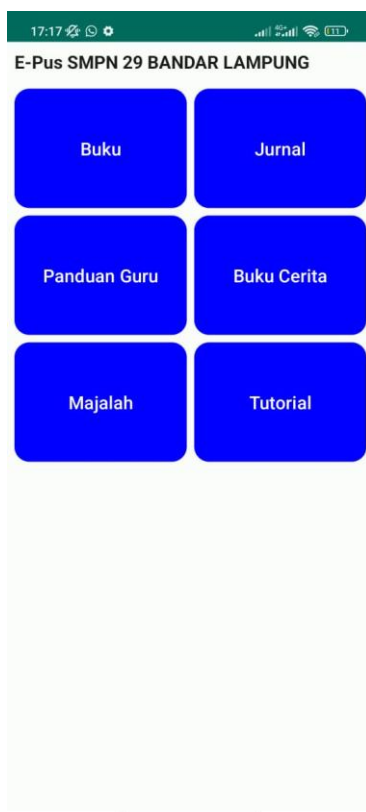 17:17
E-Pus SMPN 29 BANDAR LAMPUNG
Buku Jurnal
Panduan Guru Buku Cerita
Majalah Tutorial